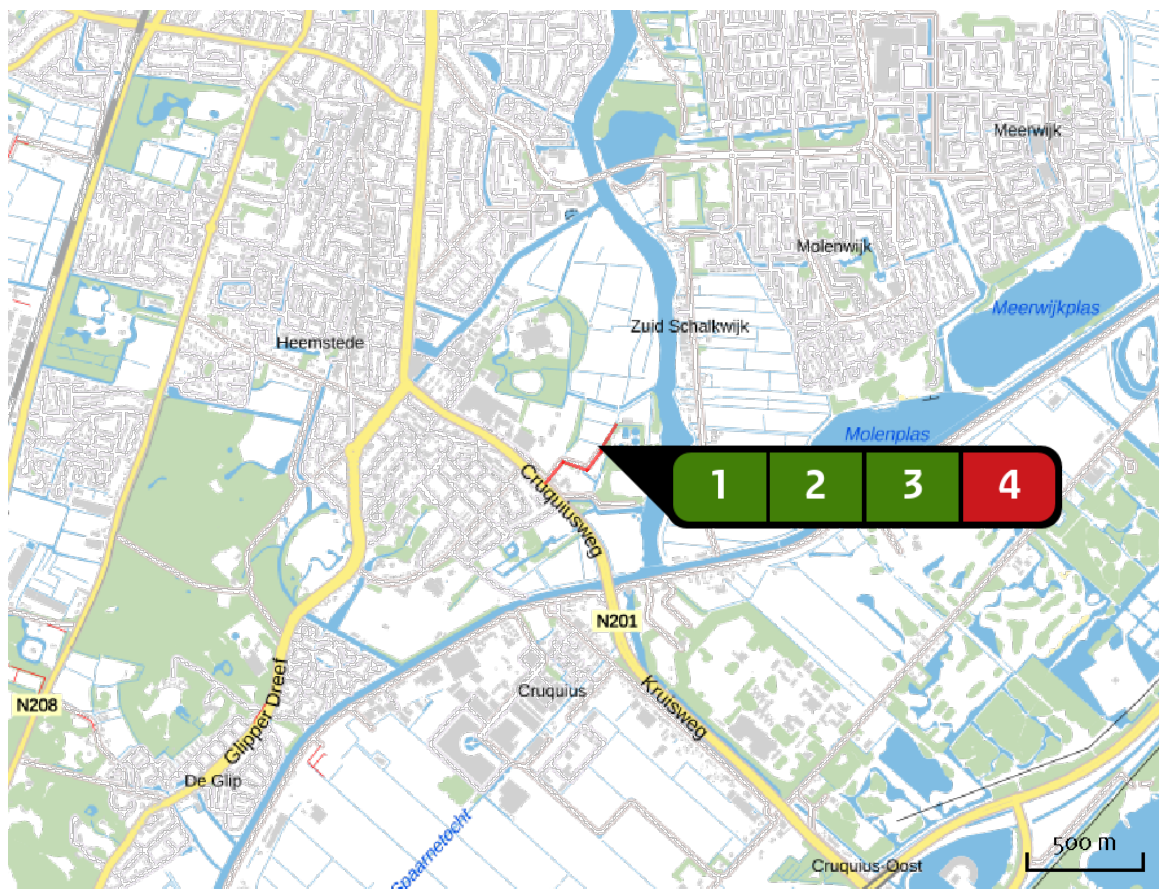 Meerwijk
Molenwijk
Meerwijkplas
Zuid Schalkwijk
Heemstede
Molenplas
Cruquiusweg
1 2 3 4
N201
Cruquius
Kruisweg
N208
Glipper Dreef
De Glip
Spaarnetocht
Cruquius-Oost
500 m